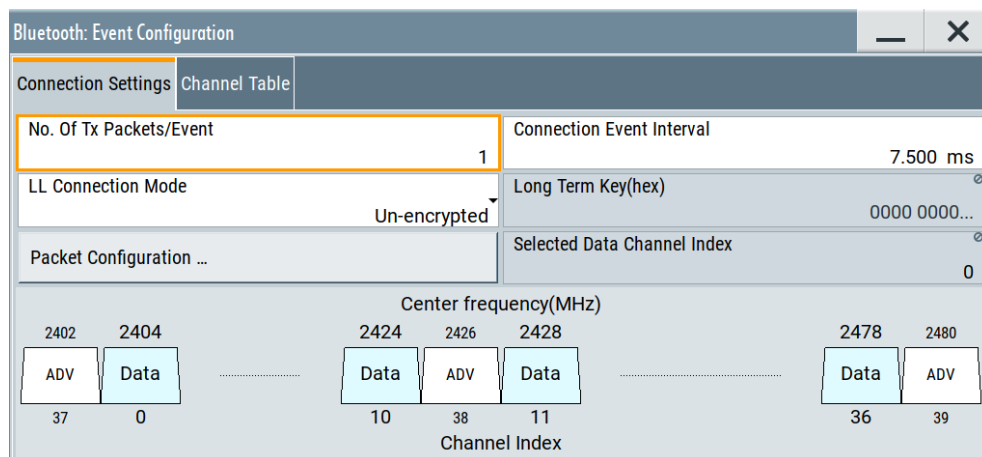 Bluetooth: Event Configuration
Connection Settings Channel Table
No. Of Tx Packets/Event
1
Connection Event Interval
7.500 ms
LL Connection Mode
Un-encrypted
Long Term Key(hex)
0000 0000...
Packet Configuration ...
Selected Data Channel Index
0
Center frequency(MHz)
2402 2404 2424 2426 2428 2478 2480
ADV Data Data ADV Data Data ADV
37 0 10 38 11 36 39
Channel Index